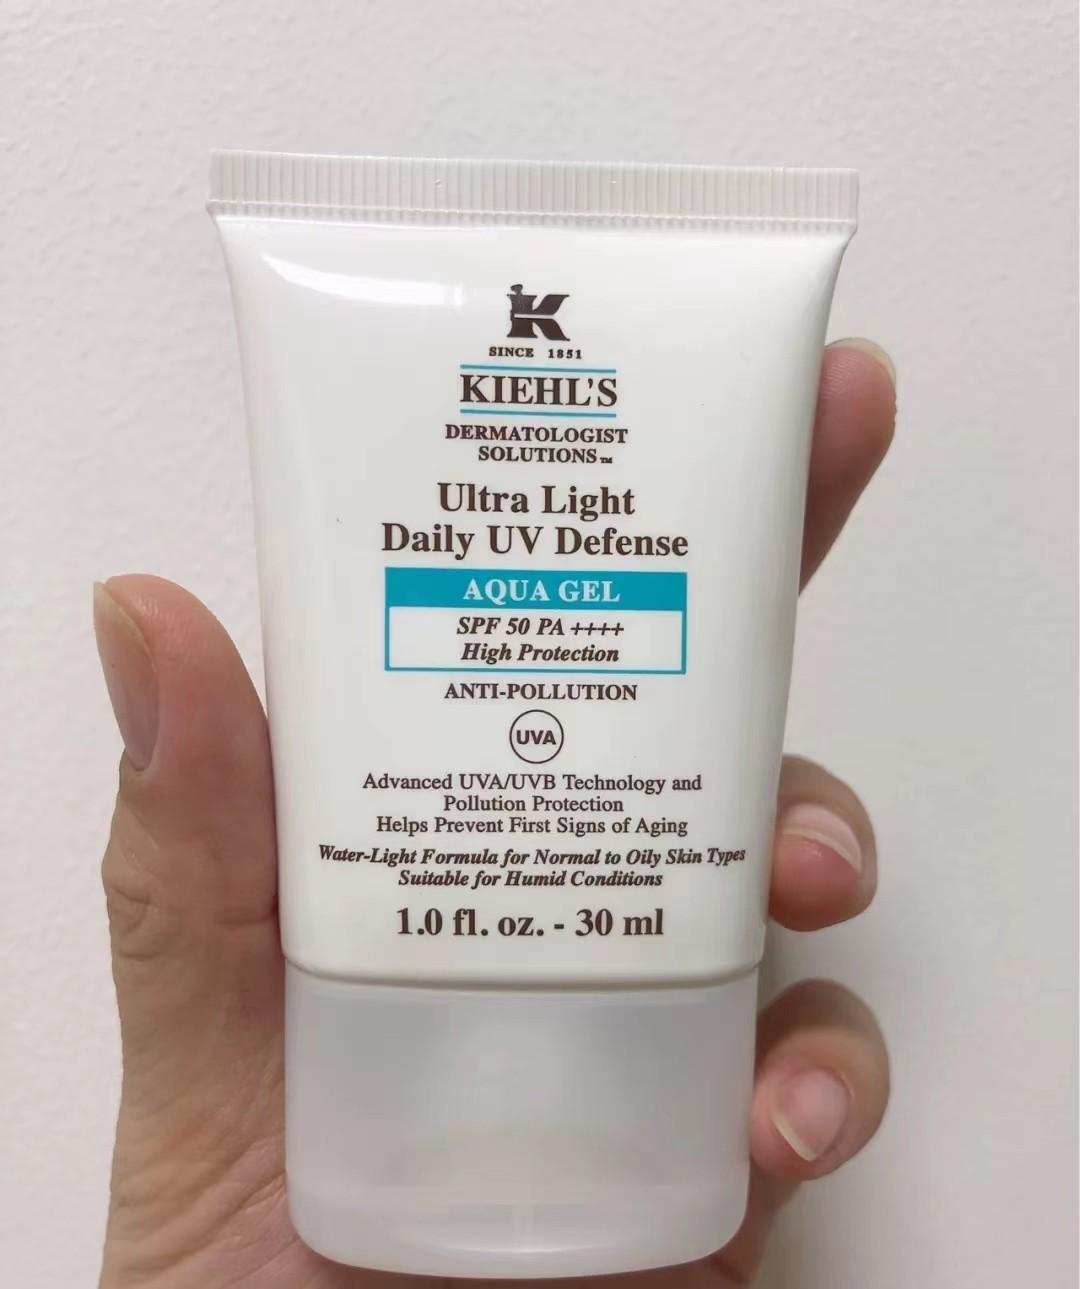 K
SINCE 1851
KIEHL'S
DERMATOLOGIST
SOLUTIONS™
Ultra Light
Daily UV Defense
AQUA GEL
SPF 50 PA ++++
High Protection
ANTI-POLLUTION
UVA
Advanced UVA/UVB Technology and
Pollution Protection
Helps Prevent First Signs of Aging
Water-Light Formula for Normal to Oily Skin Types
Suitable for Humid Conditions
1.0 fl. oz. - 30 ml